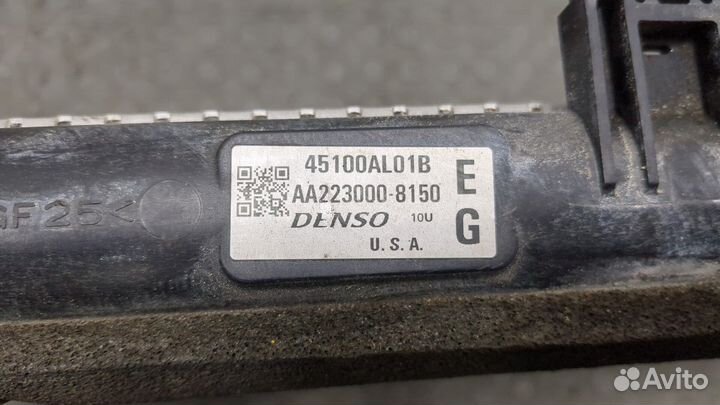 45100AL01B
AA223000-8150
DENSO 10U
U.S.A.
E
G
GF25<
Avito